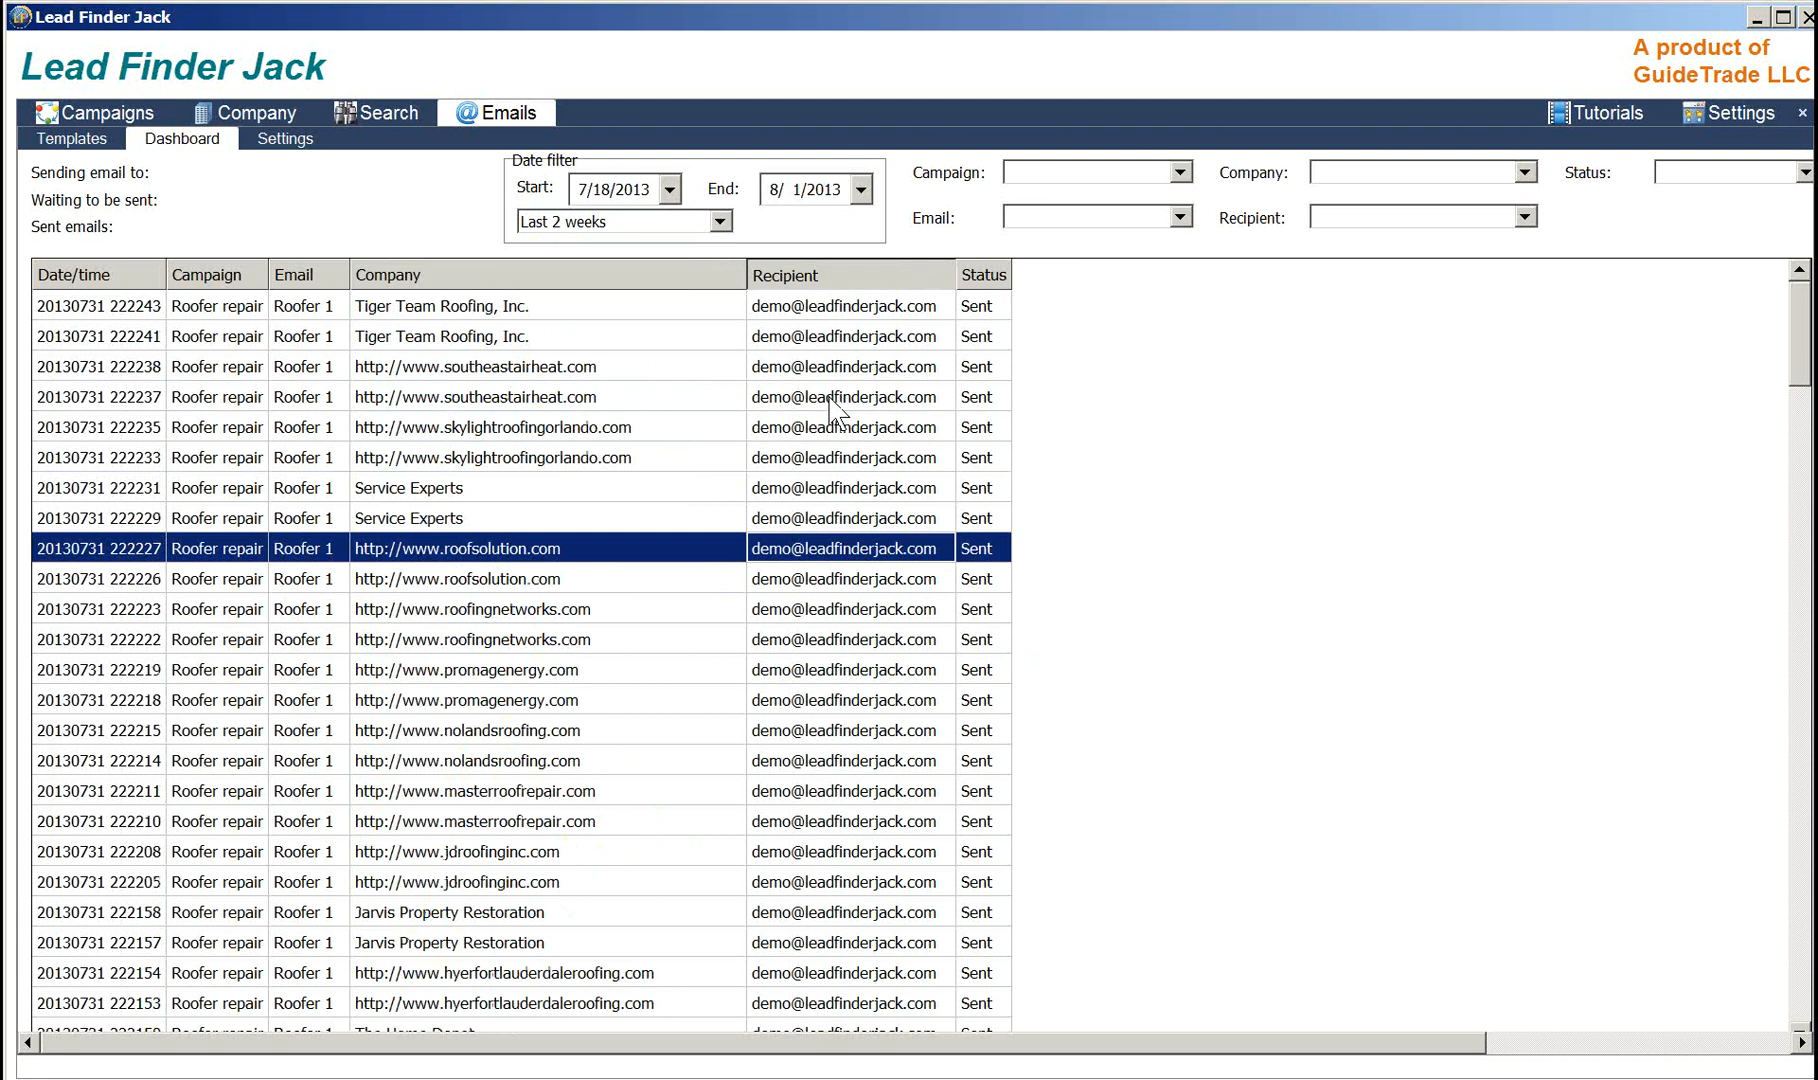 Lead Finder Jack
Lead Finder Jack
A product of
GuideTrade LLC
Campaigns Company Search @Emails Tutorials Settings ×
Templates Dashboard Settings
Sending email to:
Waiting to be sent:
Sent emails:
Date filter
Start: 7/18/2013 End: 8/ 1/2013
Last 2 weeks
Campaign: Company: Status:
Email: Recipient:
Date/time Campaign Email Company Recipient Status
20130731 222243 Roofer repair Roofer 1 Tiger Team Roofing, Inc. demo@leadfinderjack.com Sent
20130731 222241 Roofer repair Roofer 1 Tiger Team Roofing, Inc. demo@leadfinderjack.com Sent
20130731 222238 Roofer repair Roofer 1 http://www.southeastairheat.com demo@leadfinderjack.com Sent
20130731 222237 Roofer repair Roofer 1 http://www.southeastairheat.com demo@leadfinderjack.com Sent
20130731 222235 Roofer repair Roofer 1 http://www.skylightroofingorlando.com demo@leadfinderjack.com Sent
20130731 222233 Roofer repair Roofer 1 http://www.skylightroofingorlando.com demo@leadfinderjack.com Sent
20130731 222231 Roofer repair Roofer 1 Service Experts demo@leadfinderjack.com Sent
20130731 222229 Roofer repair Roofer 1 Service Experts demo@leadfinderjack.com Sent
20130731 222227 Roofer repair Roofer 1 http://www.roofsolution.com demo@leadfinderjack.com Sent
20130731 222226 Roofer repair Roofer 1 http://www.roofsolution.com demo@leadfinderjack.com Sent
20130731 222223 Roofer repair Roofer 1 http://www.roofingnetworks.com demo@leadfinderjack.com Sent
20130731 222222 Roofer repair Roofer 1 http://www.roofingnetworks.com demo@leadfinderjack.com Sent
20130731 222219 Roofer repair Roofer 1 http://www.promagenergy.com demo@leadfinderjack.com Sent
20130731 222218 Roofer repair Roofer 1 http://www.promagenergy.com demo@leadfinderjack.com Sent
20130731 222215 Roofer repair Roofer 1 http://www.nolandsroofing.com demo@leadfinderjack.com Sent
20130731 222214 Roofer repair Roofer 1 http://www.nolandsroofing.com demo@leadfinderjack.com Sent
20130731 222211 Roofer repair Roofer 1 http://www.masterroofrepair.com demo@leadfinderjack.com Sent
20130731 222210 Roofer repair Roofer 1 http://www.masterroofrepair.com demo@leadfinderjack.com Sent
20130731 222208 Roofer repair Roofer 1 http://www.jdroofinginc.com demo@leadfinderjack.com Sent
20130731 222205 Roofer repair Roofer 1 http://www.jdroofinginc.com demo@leadfinderjack.com Sent
20130731 222158 Roofer repair Roofer 1 Jarvis Property Restoration demo@leadfinderjack.com Sent
20130731 222157 Roofer repair Roofer 1 Jarvis Property Restoration demo@leadfinderjack.com Sent
20130731 222154 Roofer repair Roofer 1 http://www.hyerfortlauderdaleroofing.com demo@leadfinderjack.com Sent
20130731 222153 Roofer repair Roofer 1 http://www.hyerfortlauderdaleroofing.com demo@leadfinderjack.com Sent